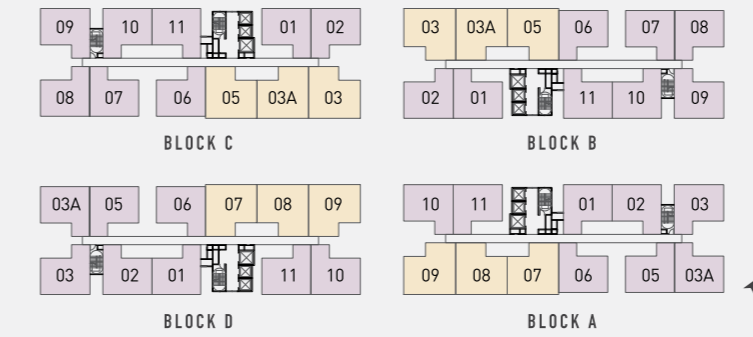 09 10 11 01 02
08 07 06 05 03A 03
BLOCK C
03 03A 05 06 07 08
02 01 11 10 09
BLOCK B
03A 05 06 07 08 09
03 02 01 11 10
BLOCK D
10 11 01 02 03
09 08 07 06 05 03A
BLOCK A